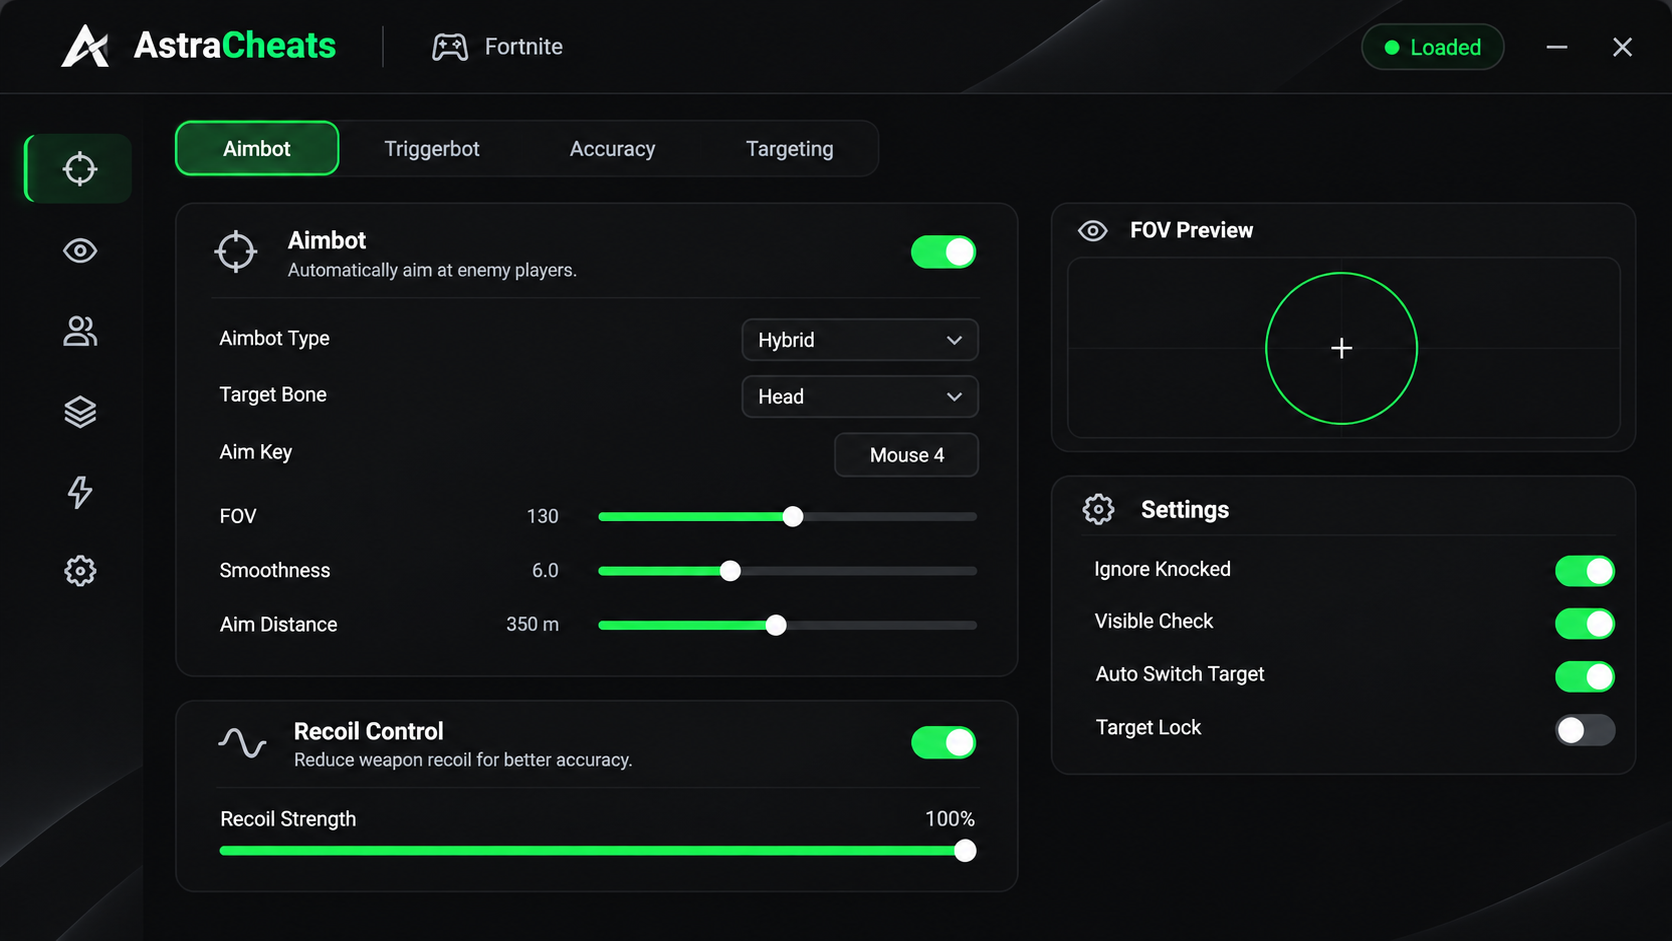 AstraCheats
Fortnite
Loaded
Aimbot
Triggerbot
Accuracy
Targeting
Aimbot
Automatically aim at enemy players.
Aimbot Type
Hybrid
Target Bone
Head
Aim Key
Mouse 4
FOV
130
Smoothness
6.0
Aim Distance
350 m
Recoil Control
Reduce weapon recoil for better accuracy.
Recoil Strength
100%
FOV Preview
Settings
Ignore Knocked
Visible Check
Auto Switch Target
Target Lock